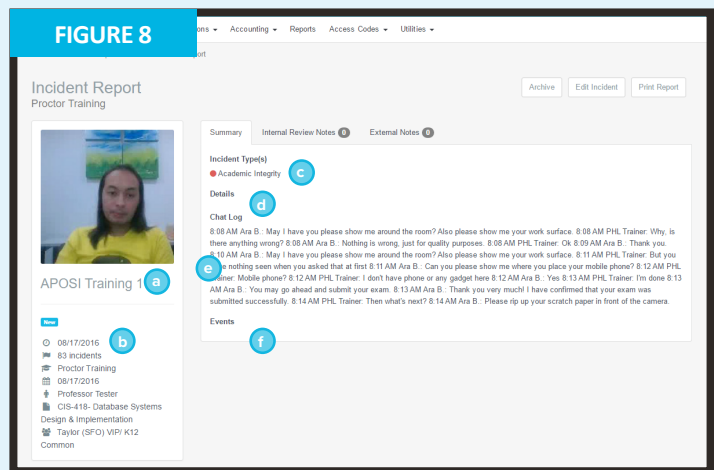 FIGURE 8
ons Accounting Reports Access Codes Utilities
ort
Incident Report
Proctor Training
Archive Edit Incident Print Report
APOSI Training 1
a
New
08/17/2016
b
83 incidents
Proctor Training
08/17/2016
Professor Tester
CIS-418- Database Systems
Design & Implementation
Taylor (SFO) VIP/ K12
Common
Summary Internal Review Notes 0 External Notes 0
Incident Type(s)
Academic Integrity
c
Details
d
Chat Log
8:08 AM Ara B.: May I have you please show me around the room? Also please show me your work surface. 8:08 AM PHL Trainer: Why, is
there anything wrong? 8:08 AM Ara B.: Nothing is wrong, just for quality purposes. 8:08 AM PHL Trainer: Ok 8:09 AM Ara B.: Thank you.
8:10 AM Ara B.: May I have you please show me around the room? Also please show me your work surface. 8:11 AM PHL Trainer: But you
e nothing seen when you asked that at first 8:11 AM Ara B.: Can you please show me where you place your mobile phone? 8:12 AM PHL
ainer: Mobile phone? 8:12 AM PHL Trainer: I don't have phone or any gadget here 8:12 AM Ara B.: Yes 8:13 AM PHL Trainer: I'm done 8:13
AM Ara B.: You may go ahead and submit your exam. 8:13 AM Ara B.: Thank you very much! I have confirmed that your exam was
submitted successfully. 8:14 AM PHL Trainer: Then what's next? 8:14 AM Ara B.: Please rip up your scratch paper in front of the camera.
e
Events
f